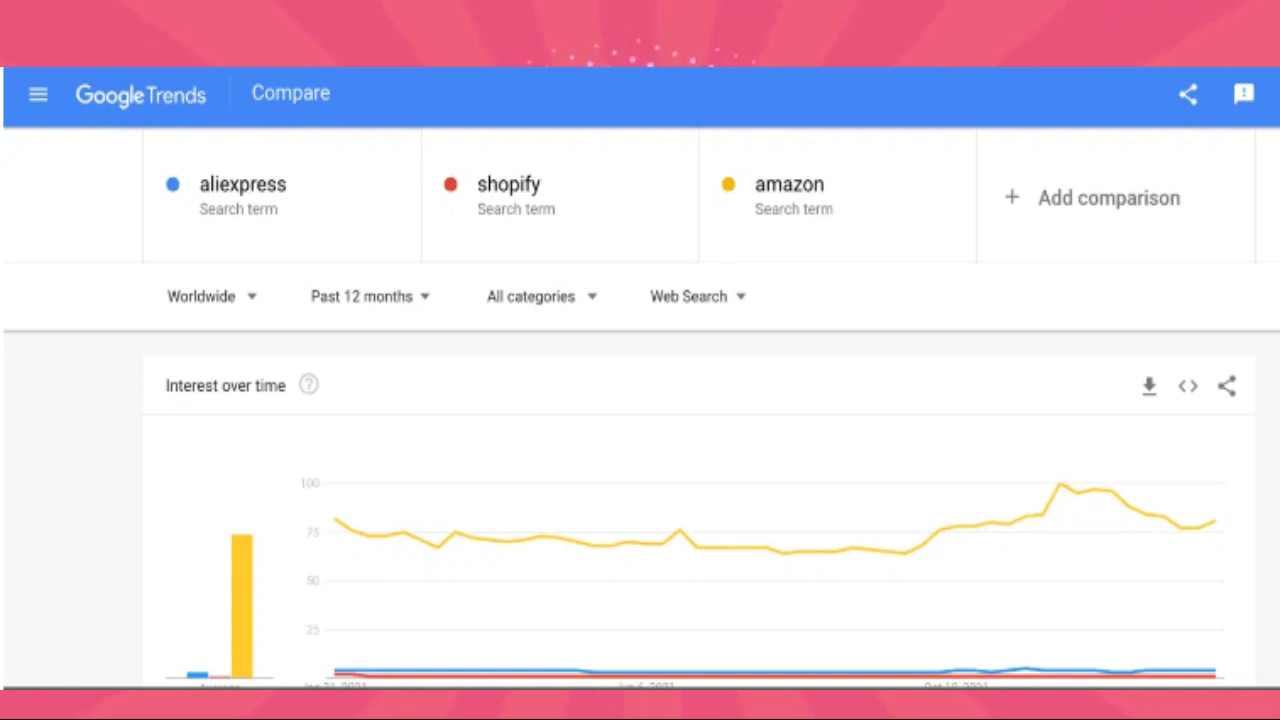 Google Trends Compare
aliexpress
Search term
shopify
Search term
amazon
Search term
+ Add comparison
Worldwide Past 12 months All categories Web Search
Interest over time ?
100
75
50
25